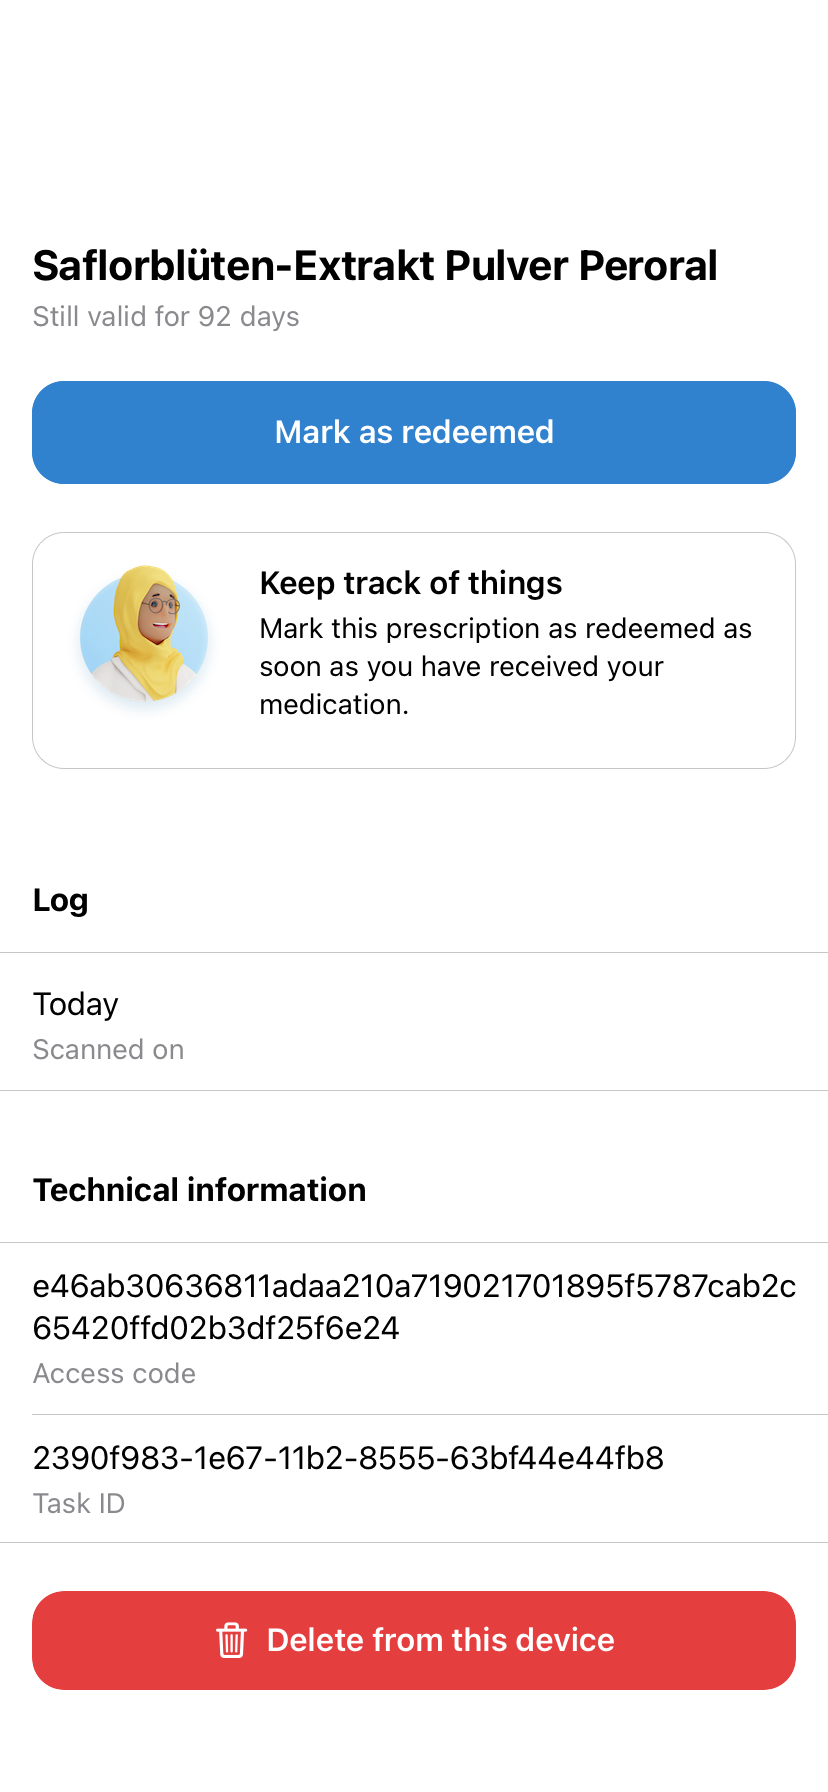 Saflorblüten-Extrakt Pulver Peroral
Still valid for 92 days
Mark as redeemed
Keep track of things
Mark this prescription as redeemed as
soon as you have received your
medication.
Log
Today
Scanned on
Technical information
e46ab30636811adaa210a719021701895f5787cab2c
65420ffd02b3df25f6e24
Access code
2390f983-1e67-11b2-8555-63bf44e44fb8
Task ID
Delete from this device